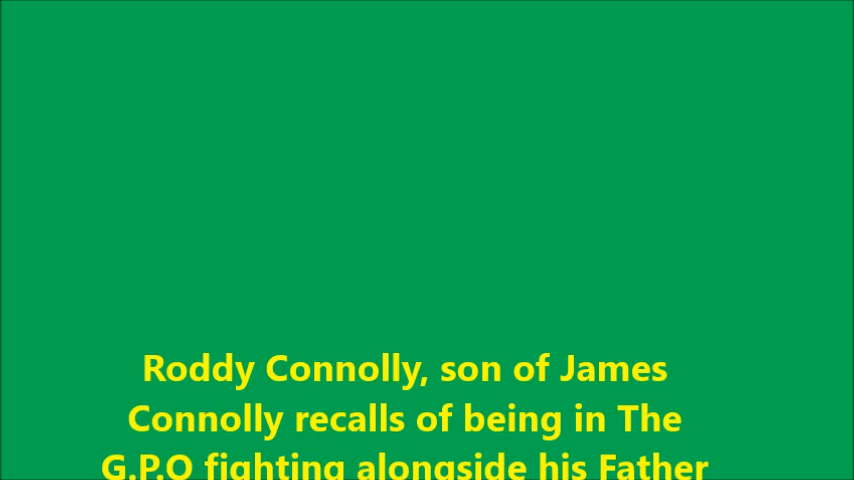 Roddy Connolly, son of James
Connolly recalls of being in The
G.P.O fighting alongside his Father